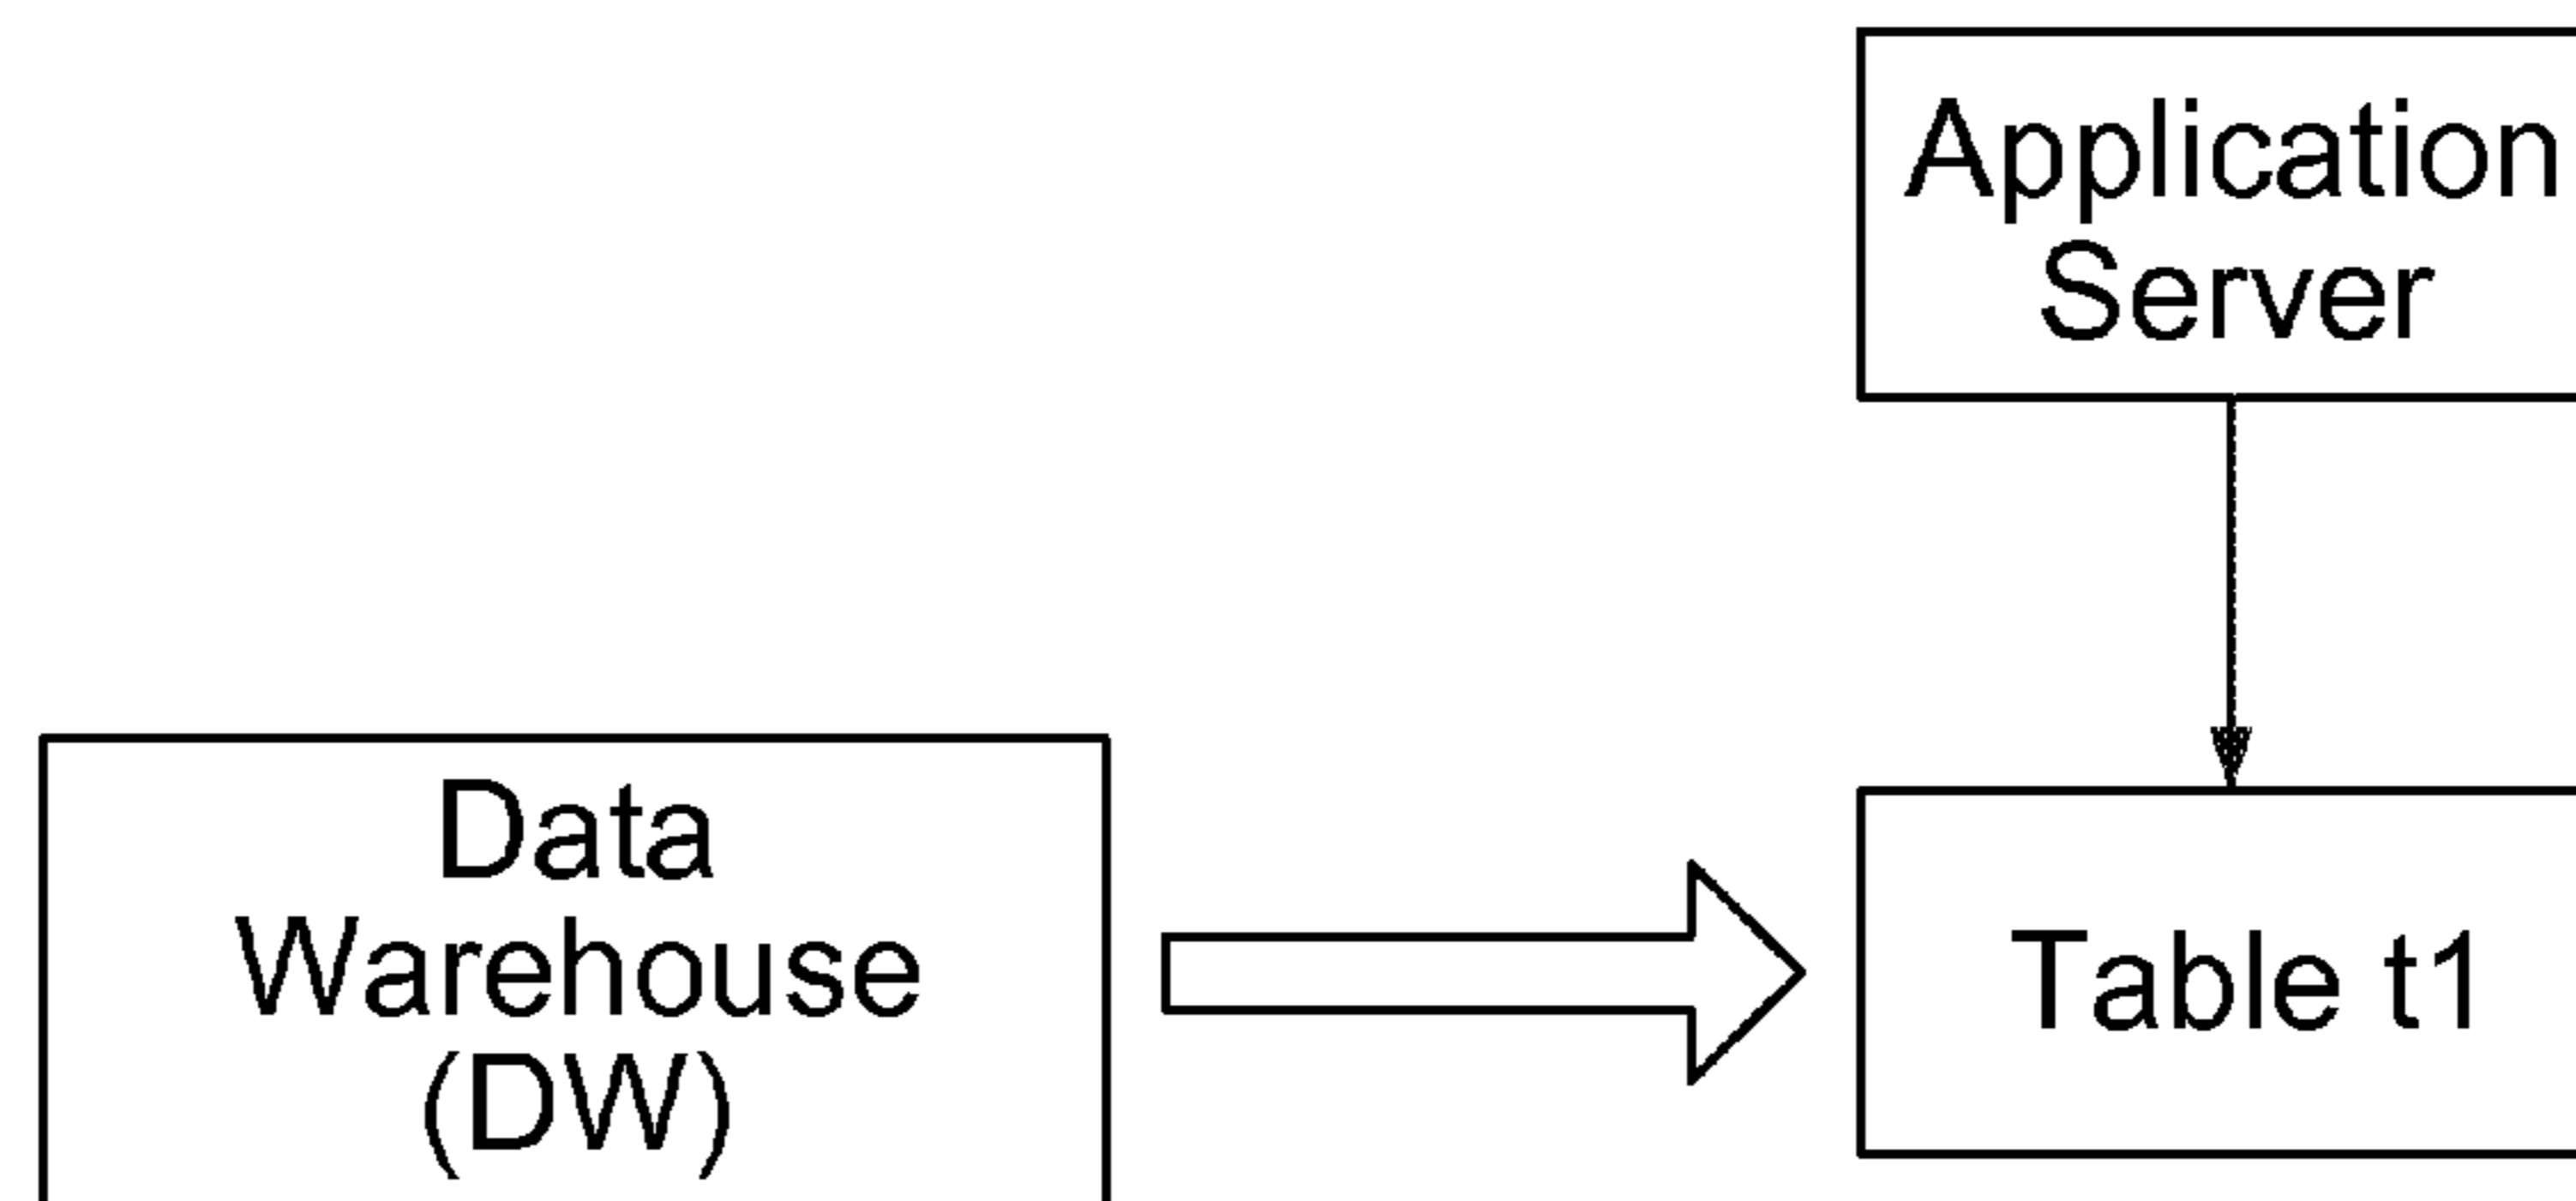 Application
Server
Data
Warehouse
(DW)
Table t1